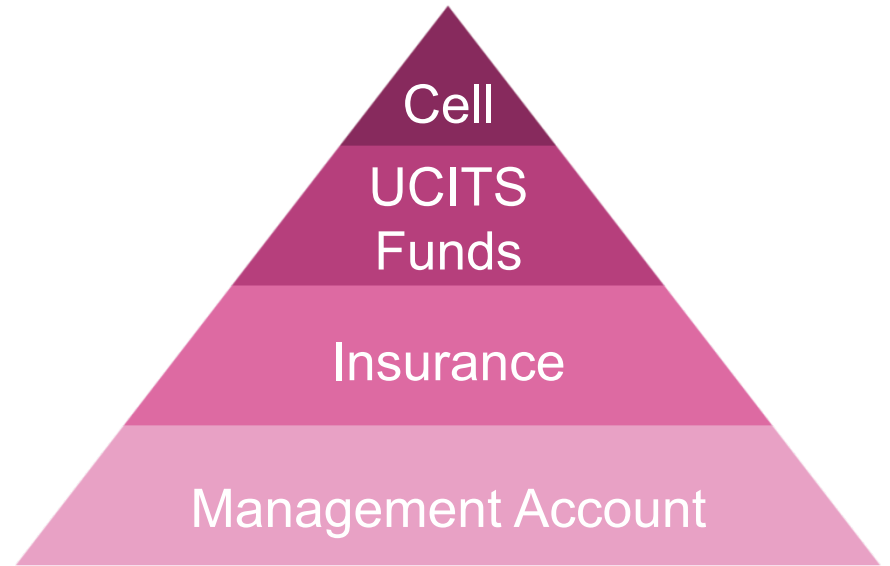 Cell
UCITS
Funds
Insurance
Management Account